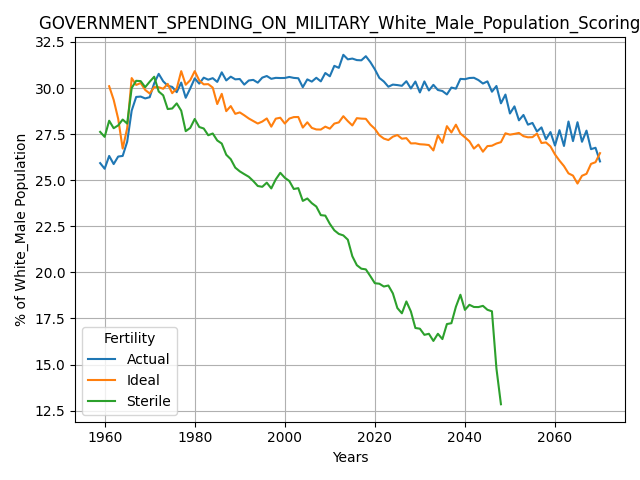 GOVERNMENT_SPENDING_ON_MILITARY_White_Male_Population_Scoring
32.5
30.0
27.5
25.0
22.5
20.0
17.5
15.0
12.5
% of White_Male Population
Fertility
Actual
Ideal
Sterile
1960 1980 2000 2020 2040 2060
Years